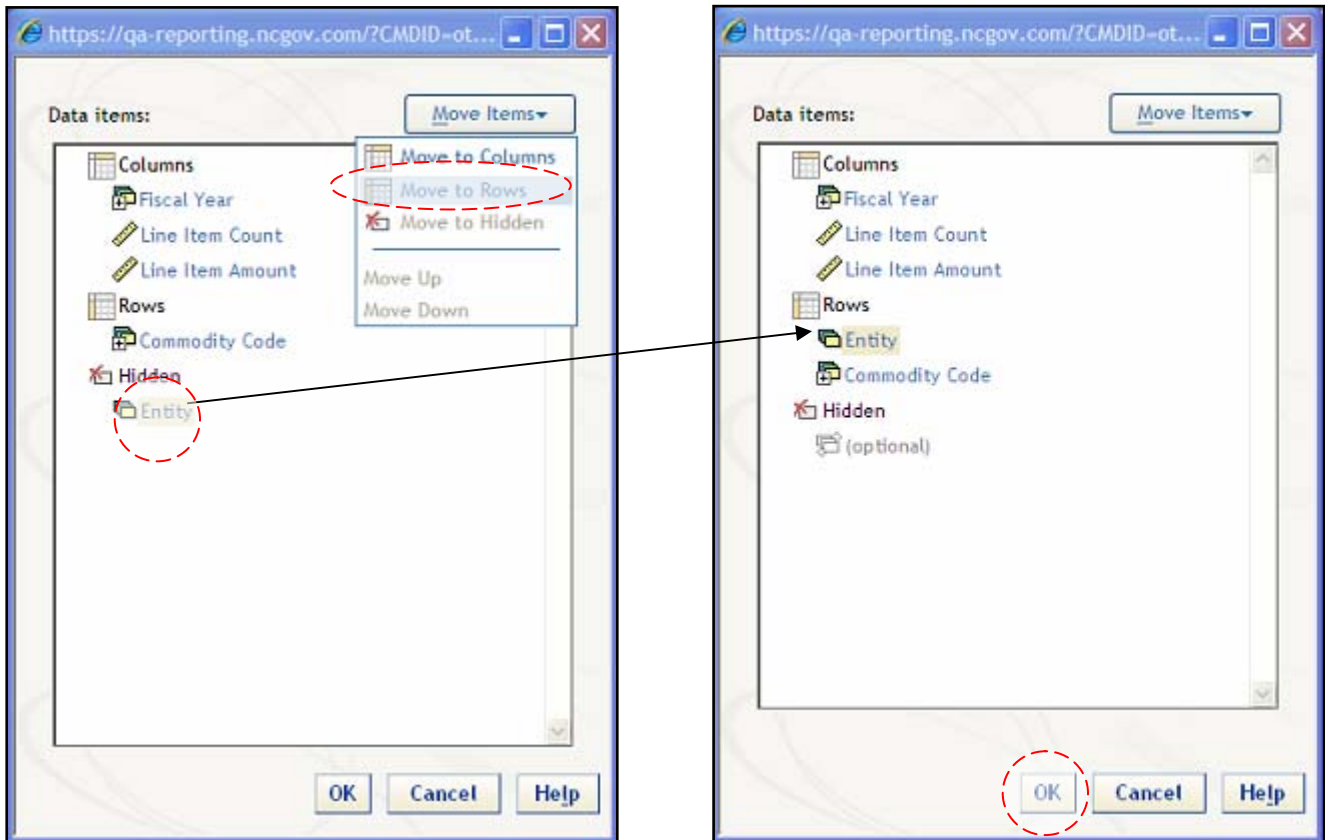 https://qa-reporting.ncgov.com/?CMDID=ot...
Data items:
Move Items
Columns
Fiscal Year
Line Item Count
Line Item Amount
Rows
Commodity Code
Hidden
Entity
Move to Columns
Move to Rows
Move to Hidden
Move Up
Move Down
OK Cancel Help
https://qa-reporting.ncgov.com/?CMDID=ot...
Data items:
Move Items
Columns
Fiscal Year
Line Item Count
Line Item Amount
Rows
Entity
Commodity Code
Hidden
(optional)
OK Cancel Help